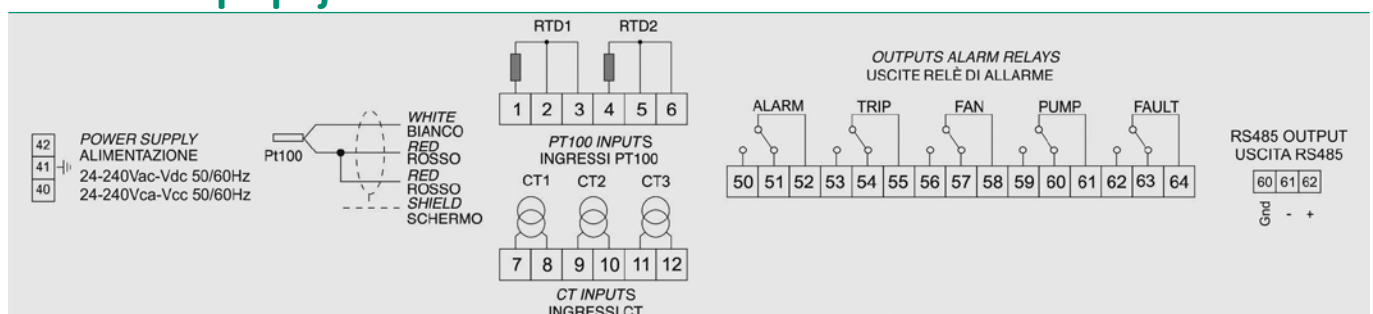 42
41
40
POWER SUPPLY
ALIMENTAZIONE
24-240Vac-Vdc 50/60Hz
24-240Vca-Vcc 50/60Hz
Pt100
WHITE
BIANCO
RED
ROSSO
RED
ROSSO
SHIELD
SCHERMO
RTD1 RTD2
1 2 3 4 5 6
PT100 INPUTS
INGRESSI PT100
CT1 CT2 CT3
7 8 9 10 11 12
CT INPUTS
INGRESSI CT
OUTPUTS ALARM RELAYS
USCITE RELÈ DI ALLARME
ALARM TRIP FAN PUMP FAULT
50 51 52 53 54 55 56 57 58 59 60 61 62 63 64
RS485 OUTPUT
USCITA RS485
60 61 62
Gnd - +